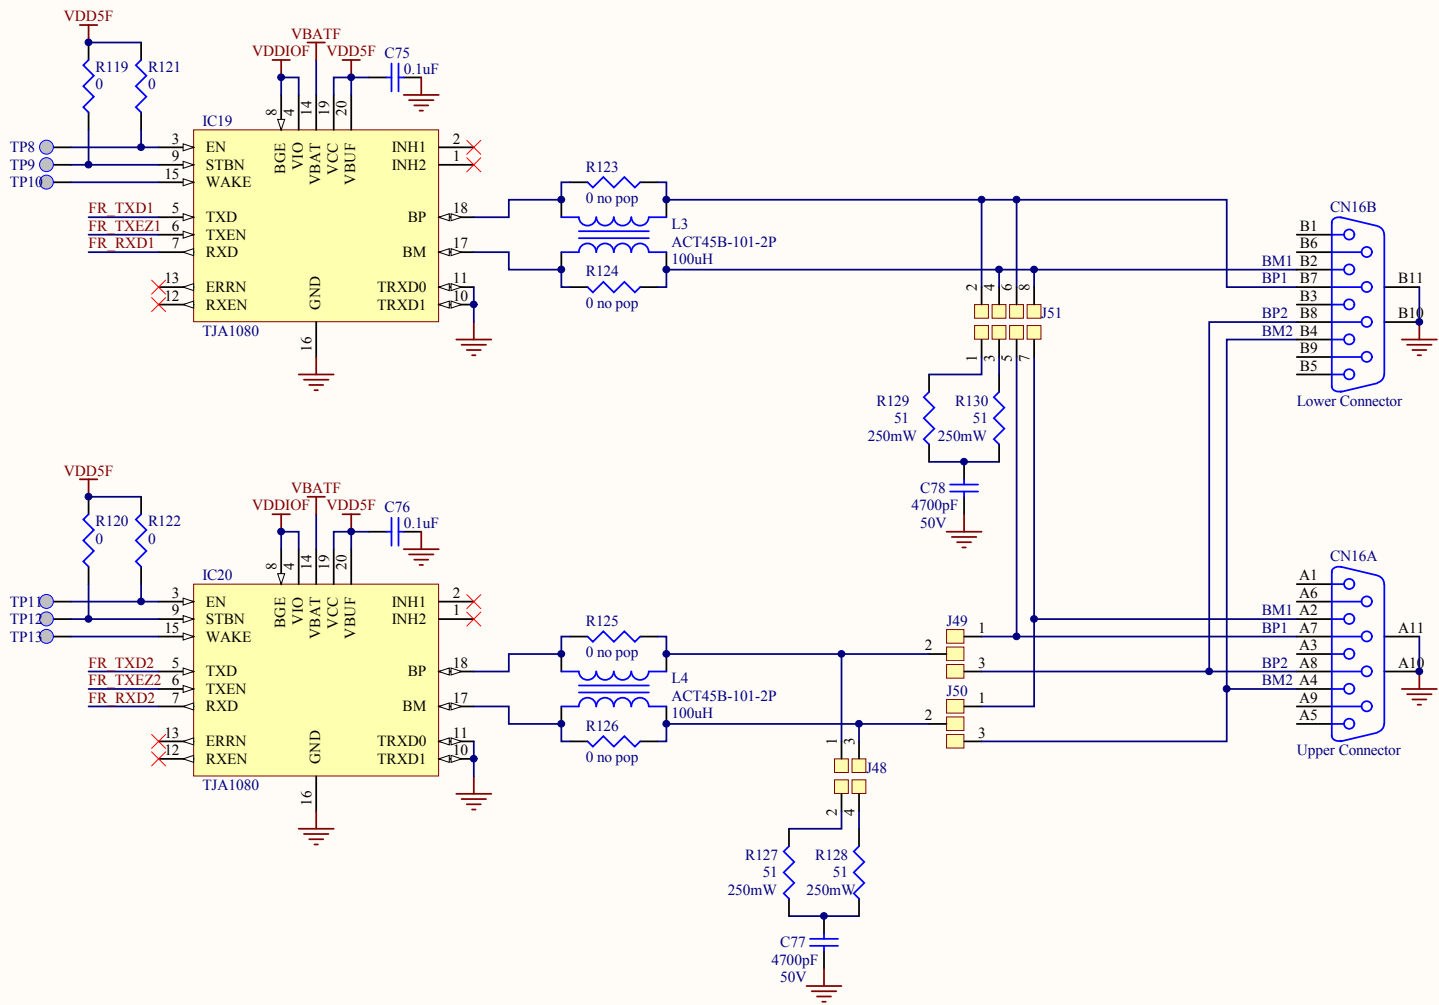 VDD5F
R119
0
R121
0
VBATF
VDDIOF
VDD5F
C75
0.1uF
8
4
14
19
20
IC19
TP8
TP9
TP10
3
9
15
EN
STBN
WAKE
BGE
VIO
VBAT
VCC
VBUF
INH1
INH2
2
1
FR_TXD1
FR_TXEZ1
FR_RXD1
5
6
7
TXD
TXEN
RXD
BP
BM
18
17
13
12
ERRN
RXEN
GND
TRXD0
TRXD1
11
10
TJA1080
16
R123
0 no pop
L3
ACT45B-101-2P
100uH
R124
0 no pop
2
4
6
8
J51
1
3
5
7
R129
51
250mW
R130
51
250mW
C78
4700pF
50V
CN16B
B1
B6
BM1
B2
BP1
B7
B3
BP2
B8
BM2
B4
B9
B5
B11
B10
Lower Connector
VDD5F
R120
0
R122
0
VBATF
VDDIOF
VDD5F
C76
0.1uF
8
4
14
19
20
IC20
TP11
TP12
TP13
3
9
15
EN
STBN
WAKE
BGE
VIO
VBAT
VCC
VBUF
INH1
INH2
2
1
FR_TXD2
FR_TXEZ2
FR_RXD2
5
6
7
TXD
TXEN
RXD
BP
BM
18
17
13
12
ERRN
RXEN
GND
TRXD0
TRXD1
11
10
TJA1080
16
R125
0 no pop
L4
ACT45B-101-2P
100uH
R126
0 no pop
J49
1
2
3
J50
1
2
3
1
3
J48
2
4
R127
51
250mW
R128
51
250mW
C77
4700pF
50V
CN16A
A1
A6
BM1
A2
BP1
A7
A3
BP2
A8
BM2
A4
A9
A5
A11
A10
Upper Connector